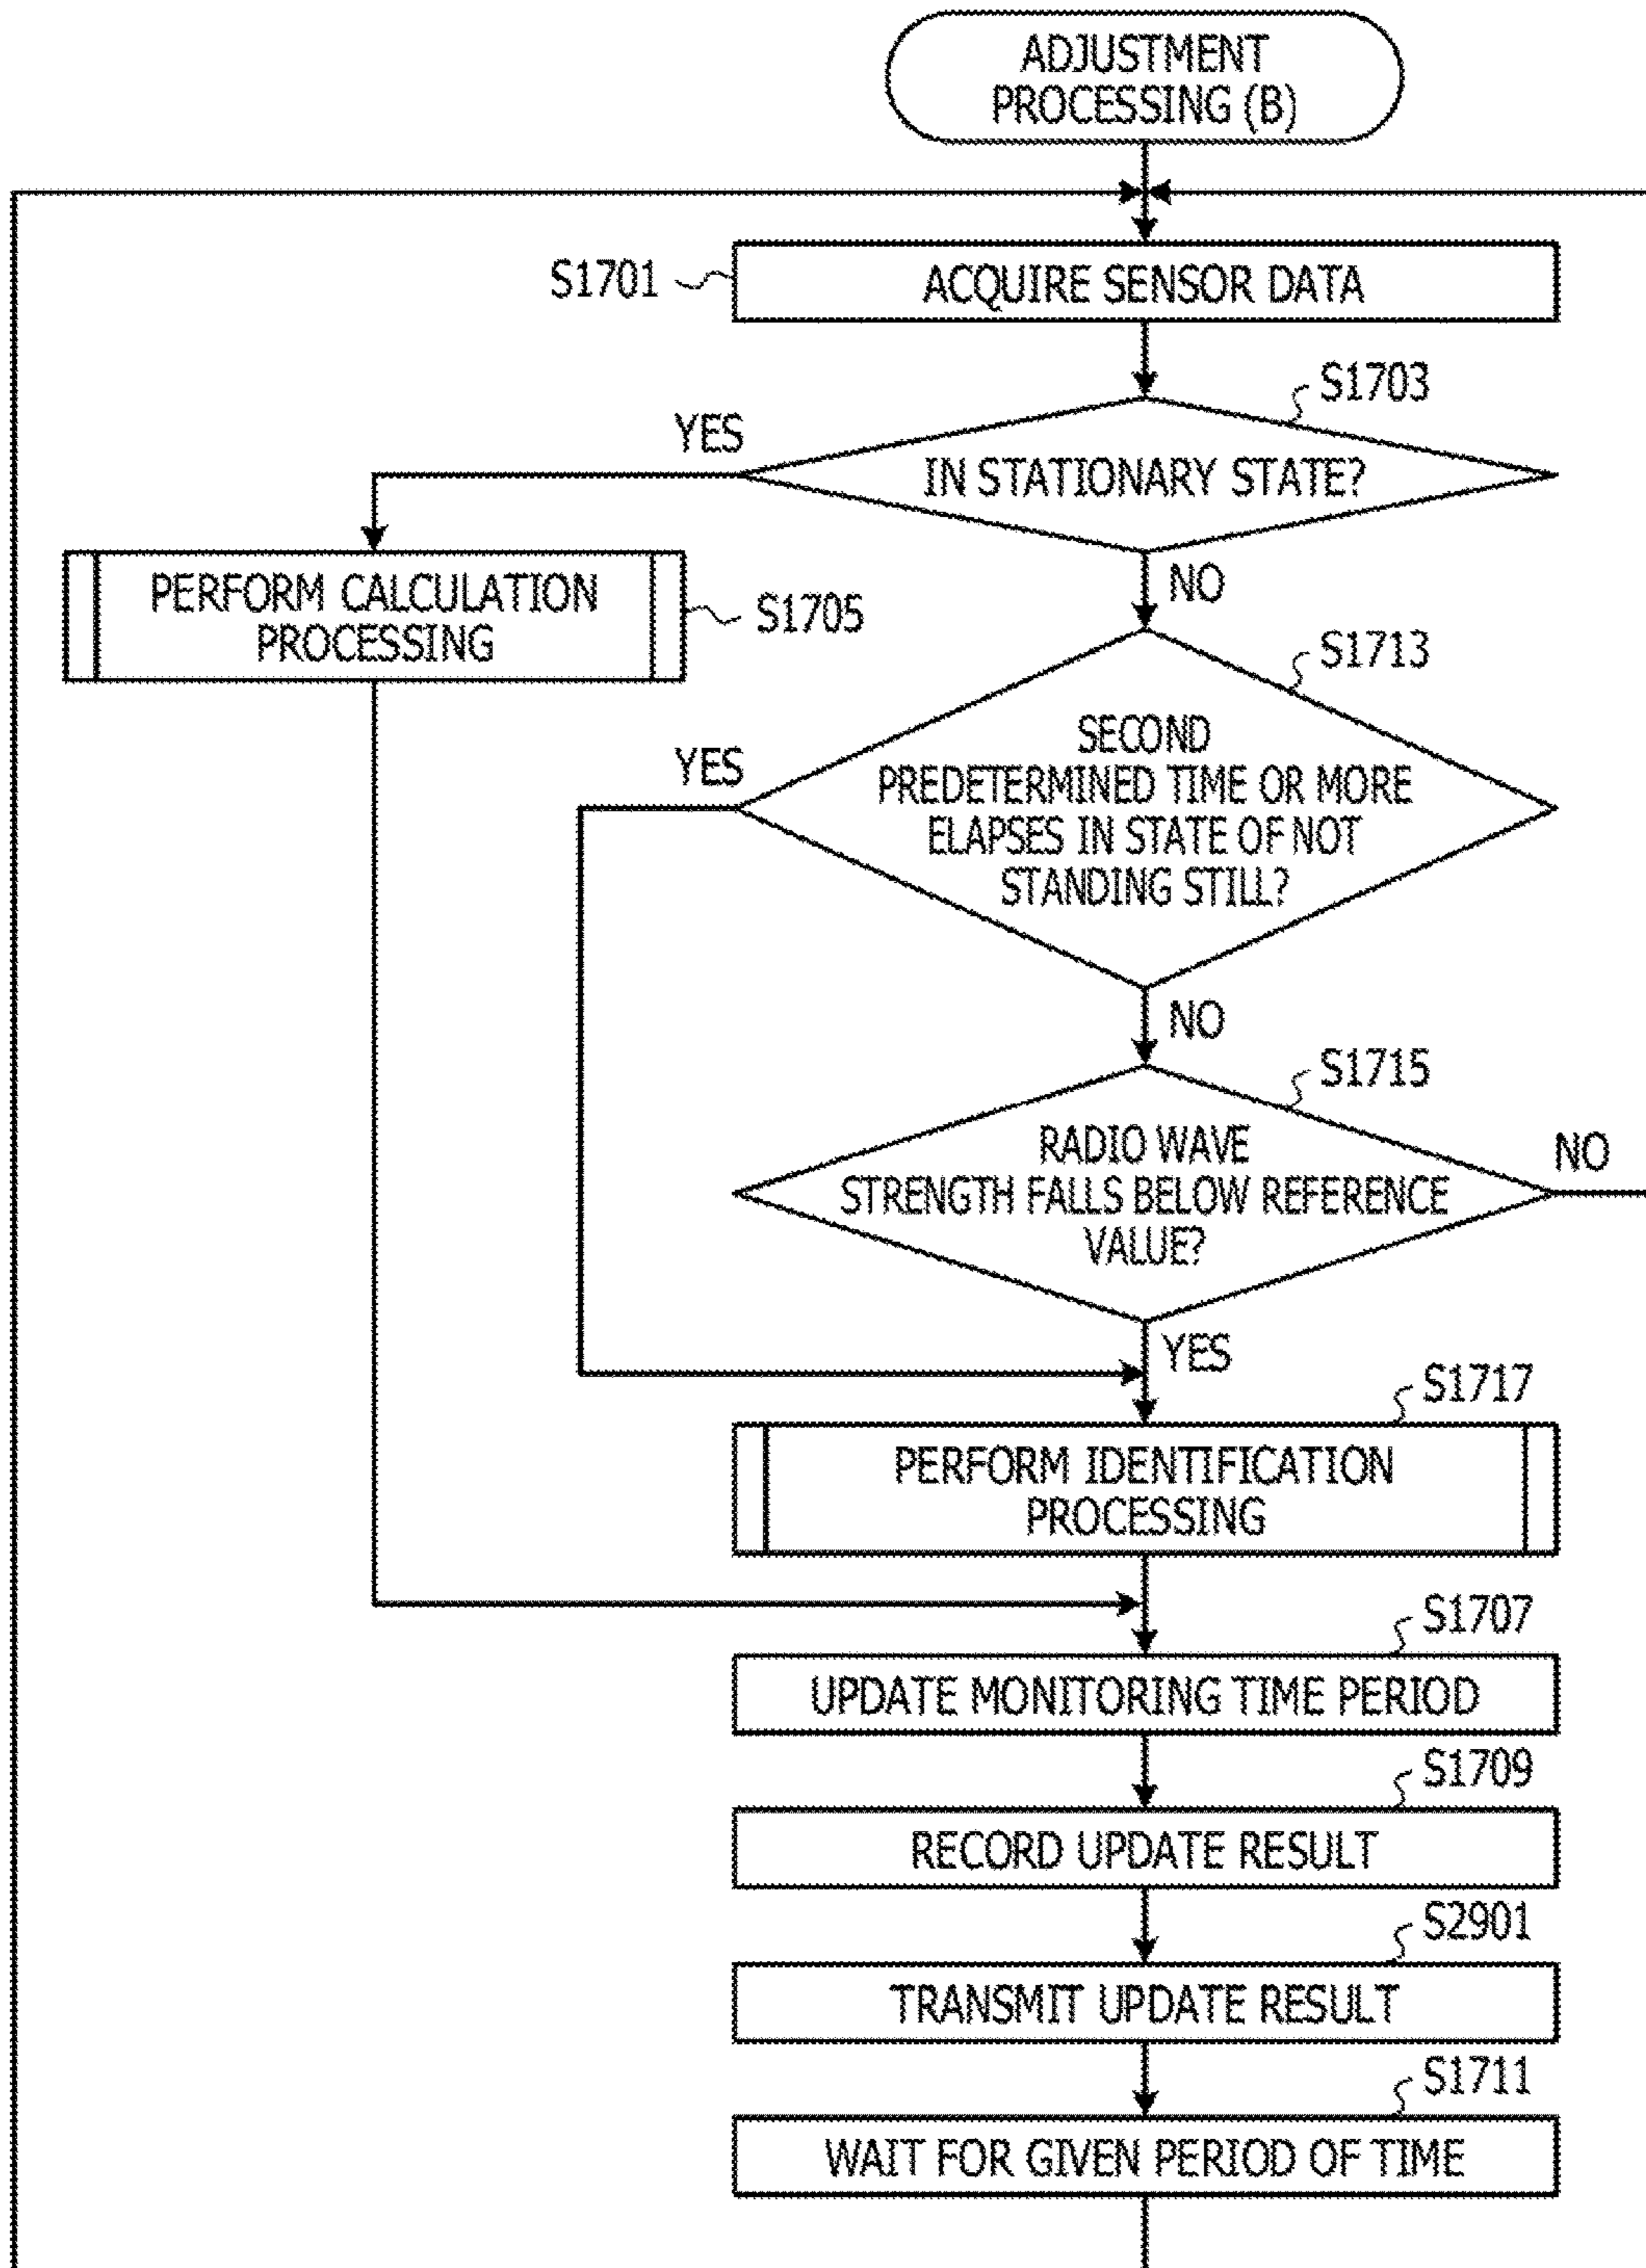 ADJUSTMENT
PROCESSING (B)
S1701
ACQUIRE SENSOR DATA
S1703
YES
IN STATIONARY STATE?
NO
PERFORM CALCULATION
PROCESSING
S1705
S1713
YES
SECOND
PREDETERMINED TIME OR MORE
ELAPSES IN STATE OF NOT
STANDING STILL?
NO
S1715
RADIO WAVE
STRENGTH FALLS BELOW REFERENCE
VALUE?
NO
YES
S1717
PERFORM IDENTIFICATION
PROCESSING
S1707
UPDATE MONITORING TIME PERIOD
S1709
RECORD UPDATE RESULT
S2901
TRANSMIT UPDATE RESULT
S1711
WAIT FOR GIVEN PERIOD OF TIME